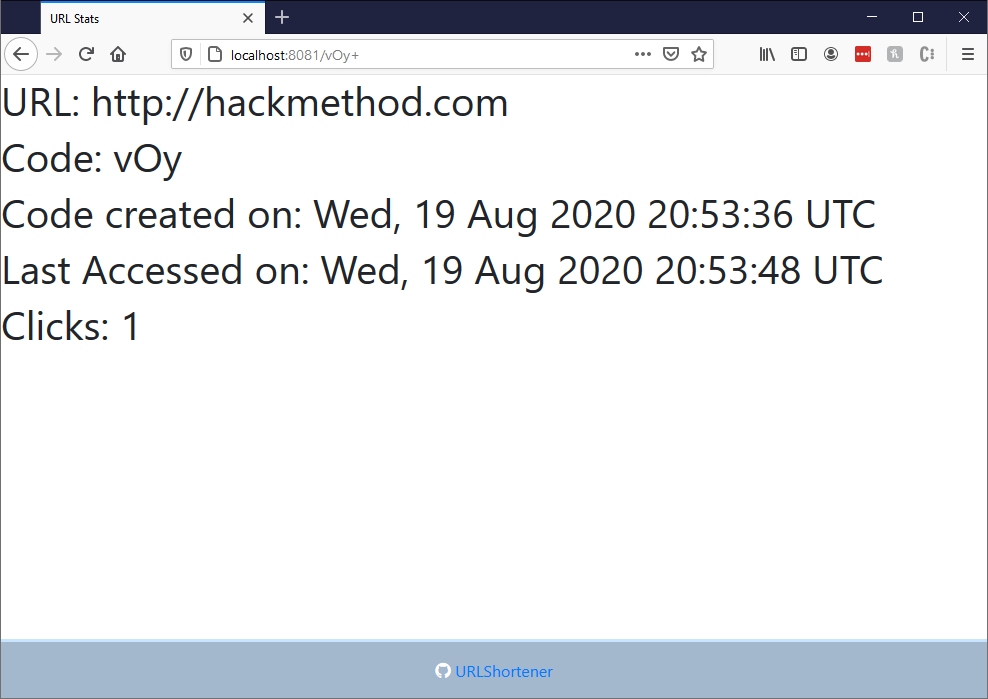 URL Stats
localhost:8081/vOy+
URL: http://hackmethod.com
Code: vOy
Code created on: Wed, 19 Aug 2020 20:53:36 UTC
Last Accessed on: Wed, 19 Aug 2020 20:53:48 UTC
Clicks: 1
URLShortener